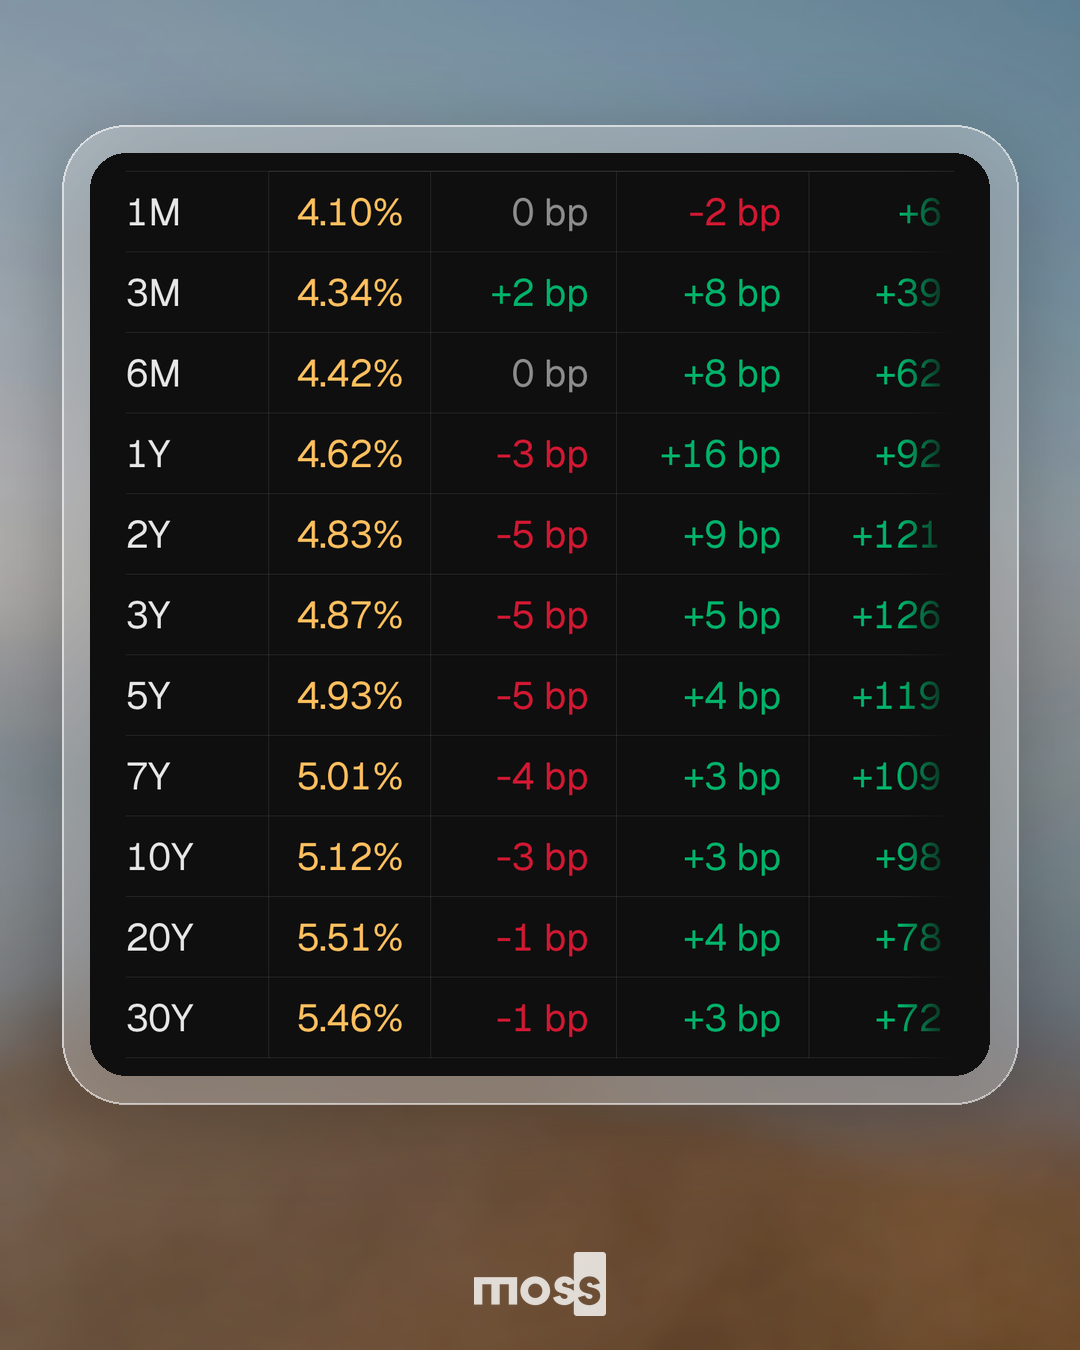 1M 4.10% 0 bp -2 bp +6
3M 4.34% +2 bp +8 bp +39
6M 4.42% 0 bp +8 bp +62
1Y 4.62% -3 bp +16 bp +92
2Y 4.83% -5 bp +9 bp +121
3Y 4.87% -5 bp +5 bp +126
5Y 4.93% -5 bp +4 bp +119
7Y 5.01% -4 bp +3 bp +109
10Y 5.12% -3 bp +3 bp +98
20Y 5.51% -1 bp +4 bp +78
30Y 5.46% -1 bp +3 bp +72
moss